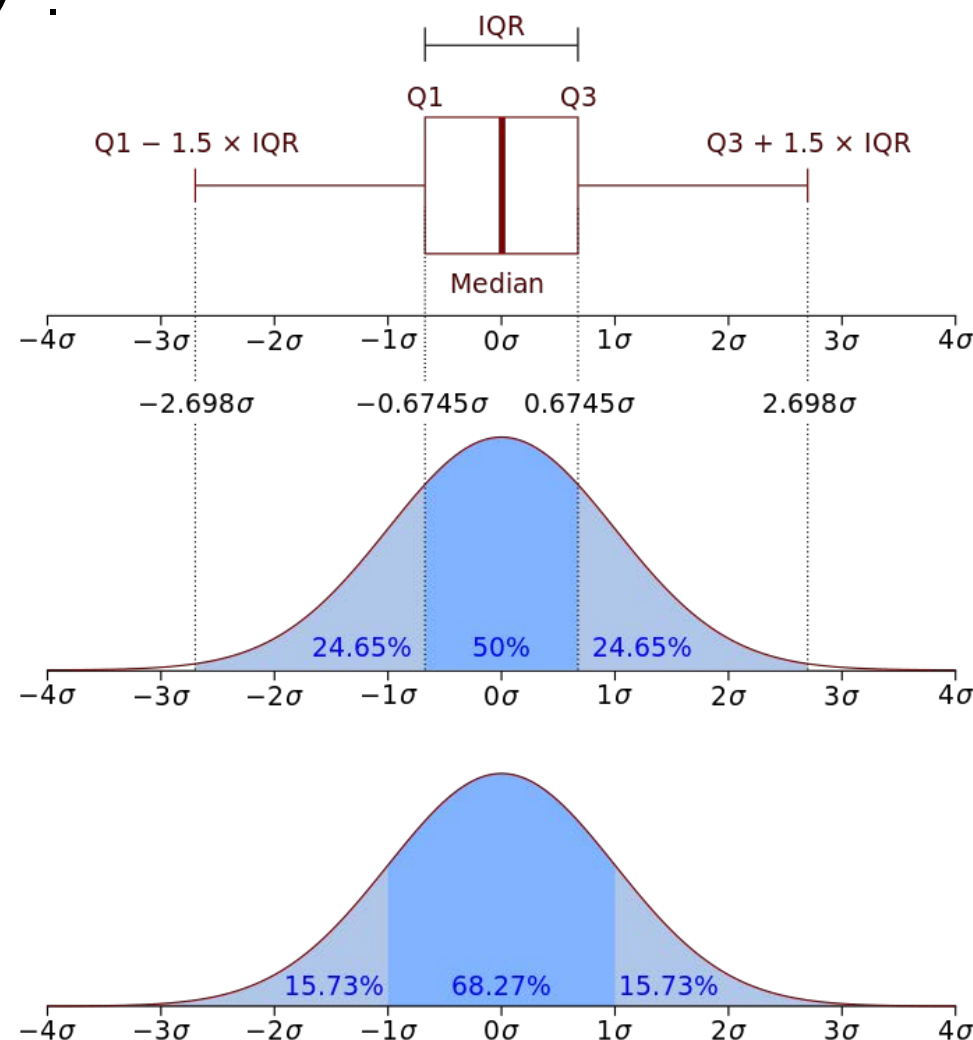 IQR
Q1 Q3
Q1 − 1.5 × IQR Q3 + 1.5 × IQR
Median
−4σ −3σ −2σ −1σ 0σ 1σ 2σ 3σ 4σ
−2.698σ −0.6745σ 0.6745σ 2.698σ
24.65% 50% 24.65%
−4σ −3σ −2σ −1σ 0σ 1σ 2σ 3σ 4σ
15.73% 68.27% 15.73%
−4σ −3σ −2σ −1σ 0σ 1σ 2σ 3σ 4σ